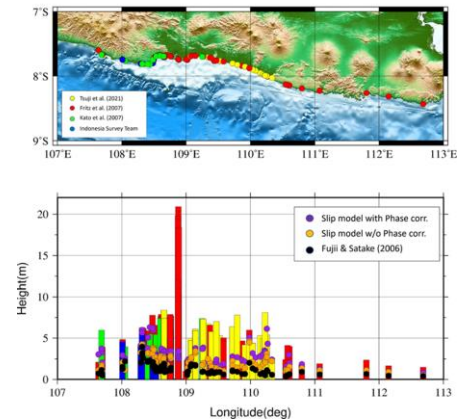 7°S
8°S
9°S
Tsuji et al. (2021)
Frits et al. (2007)
Kato et al. (2007)
Indonesia Survey Team
107°E 108°E 109°E 110°E 111°E 112°E 113°E
Slip model with Phase corr.
Slip model w/o Phase corr.
Fujii & Satake (2006)
Height(m)
20
15
10
5
0
107 108 109 110 111 112 113
Longitude(deg)